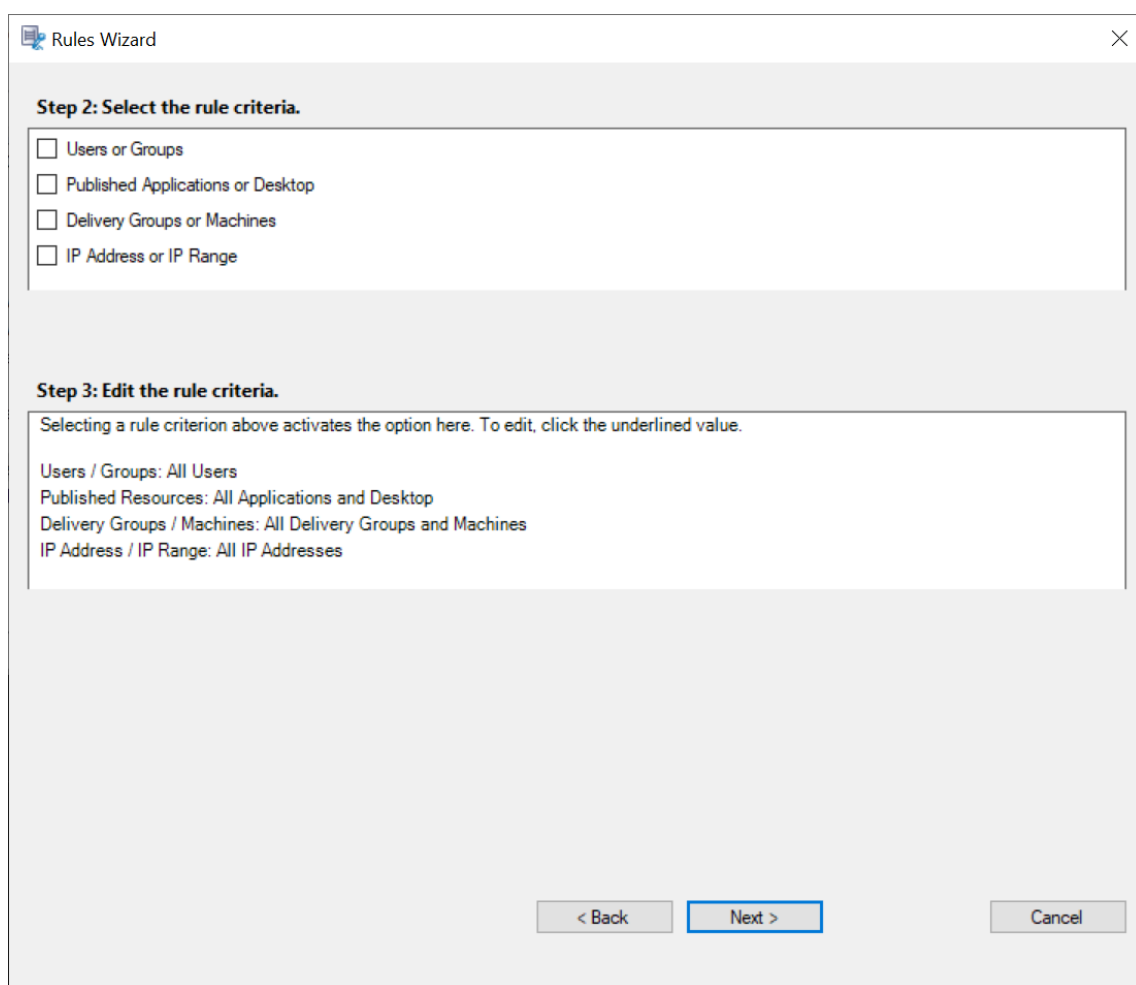 Rules Wizard
Step 2: Select the rule criteria.
Users or Groups
Published Applications or Desktop
Delivery Groups or Machines
IP Address or IP Range
Step 3: Edit the rule criteria.
Selecting a rule criterion above activates the option here. To edit, click the underlined value.
Users / Groups: All Users
Published Resources: All Applications and Desktop
Delivery Groups / Machines: All Delivery Groups and Machines
IP Address / IP Range: All IP Addresses
< Back Next > Cancel